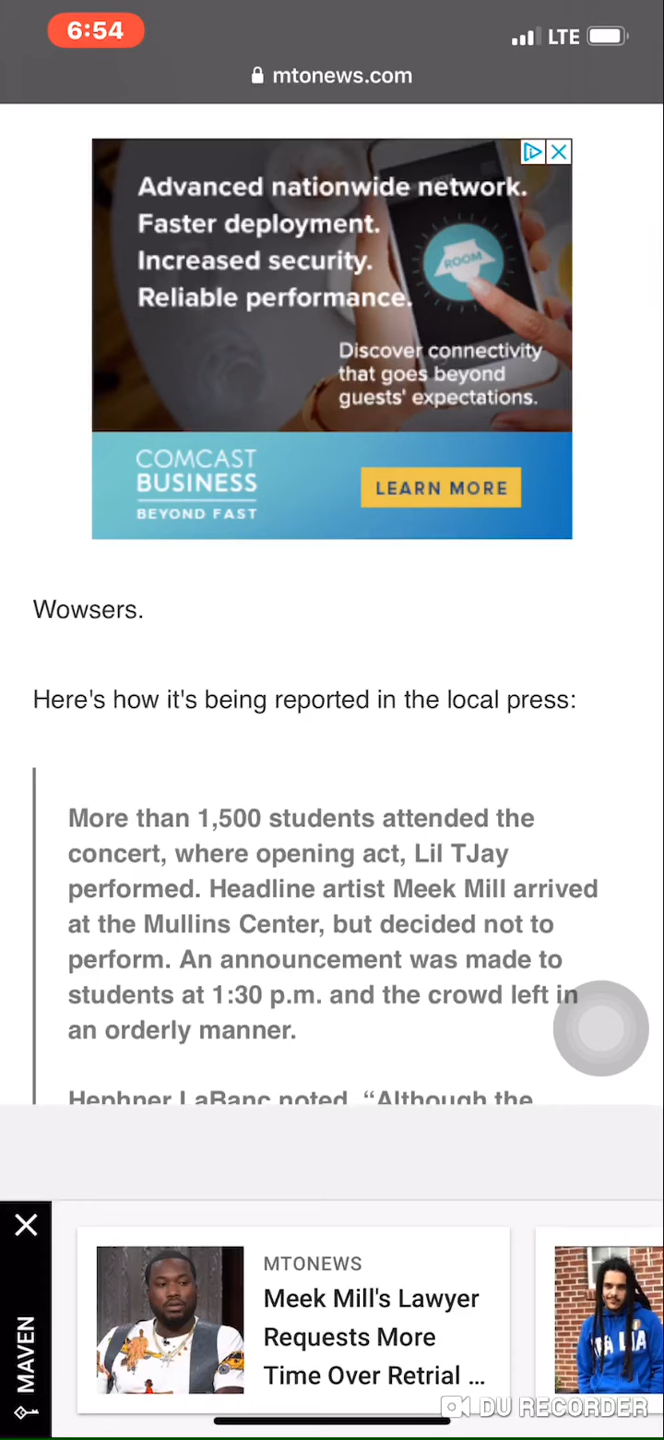 6:54
LTE
mtonews.com
Advanced nationwide network.
Faster deployment.
Increased security.
Reliable performance.
ROOM
Discover connectivity
that goes beyond
guests' expectations.
COMCAST
BUSINESS
BEYOND FAST
LEARN MORE
Wowsers.
Here's how it's being reported in the local press:
More than 1,500 students attended the
concert, where opening act, Lil TJay
performed. Headline artist Meek Mill arrived
at the Mullins Center, but decided not to
perform. An announcement was made to
students at 1:30 p.m. and the crowd left in
an orderly manner.
Hephner LaBanc noted, “Although the
MAVEN
MTONEWS
Meek Mill's Lawyer
Requests More
Time Over Retrial ...
DU RECORDER